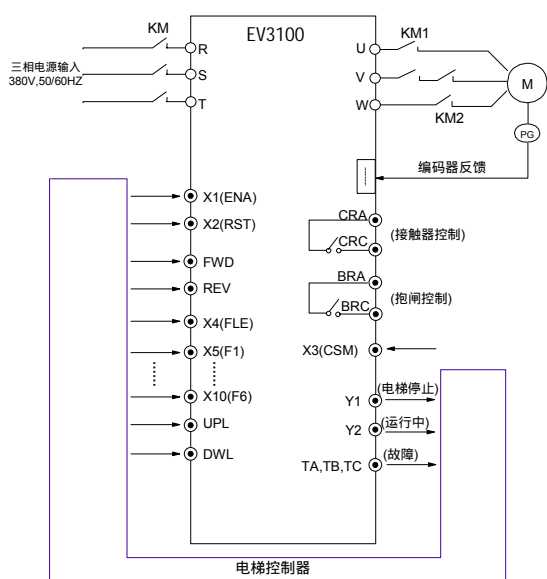 KM
EV3100
KM1
三相电源输入
380V,50/60HZ
R
S
T
U
V
W
KM2
M
PG
编码器反馈
X1(ENA)
X2(RST)
FWD
REV
X4(FLE)
X5(F1)
X10(F6)
UPL
DWL
CRA
CRC
(接触器控制)
BRA
BRC
(抱闸控制)
X3(CSM)
Y1
(电梯停止)
Y2
(运行中)
TA,TB,TC
(故障)
电梯控制器